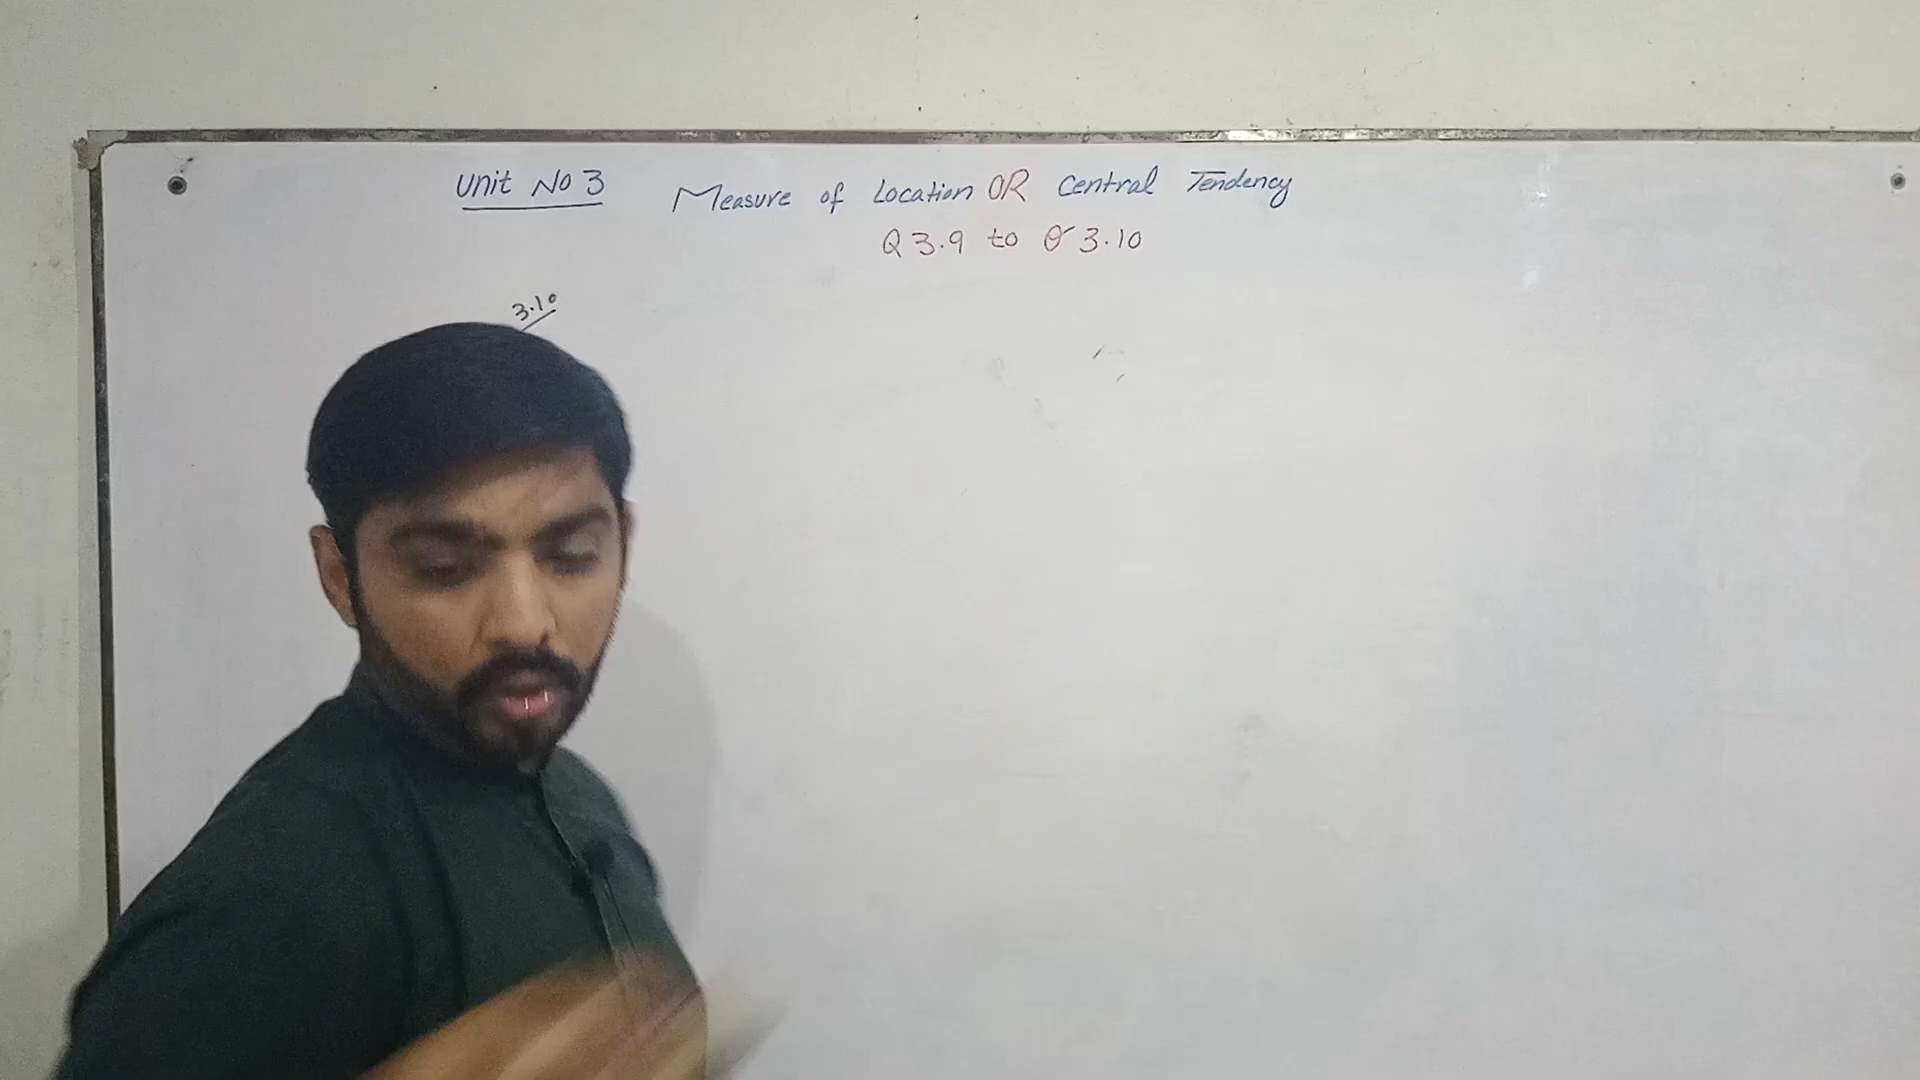 Unit No 3 Measure of Location OR Central Tendency
Q 3.9 to Q 3.10
3.10